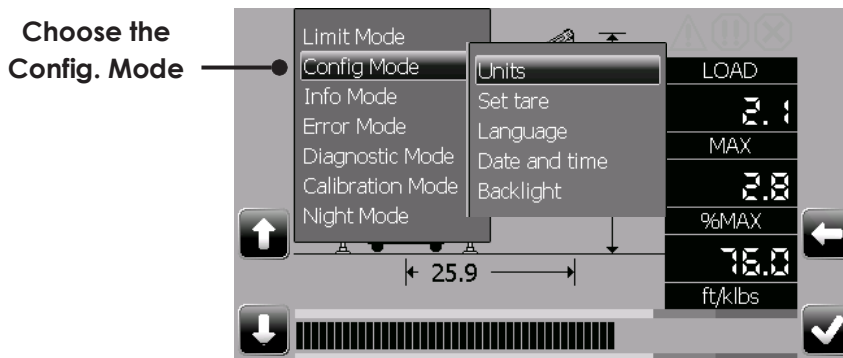 Choose the
Config. Mode
Limit Mode
Config Mode
Info Mode
Error Mode
Diagnostic Mode
Calibration Mode
Night Mode
Units
Set tare
Language
Date and time
Backlight
LOAD
2.1
MAX
2.8
%MAX
76.0
ft/klbs
25.9